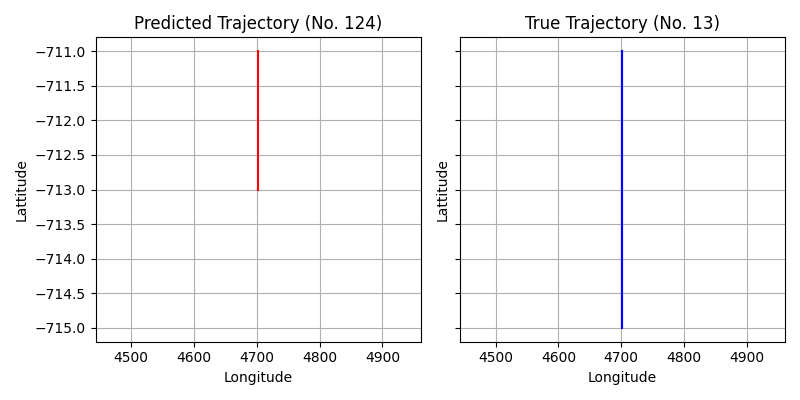 Predicted Trajectory (No. 124)
True Trajectory (No. 13)
−711.0
−711.5
−712.0
−712.5
−713.0
−713.5
−714.0
−714.5
−715.0
Lattitude
Lattitude
4500 4600 4700 4800 4900
4500 4600 4700 4800 4900
Longitude
Longitude